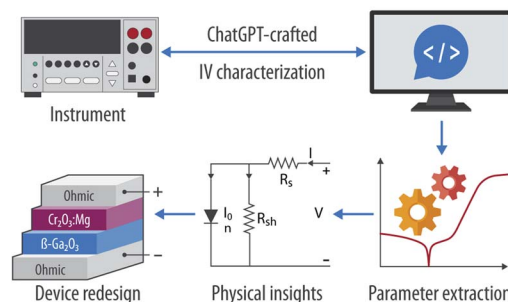 ChatGPT-crafted
IV characterization
</>
Instrument
Ohmic
+
Cr₂O₃:Mg
ß-Ga₂O₃
Ohmic
−
Device redesign
I
+
Rₛ
I₀
n
Rₛₕ
V
−
Physical insights
Parameter extraction